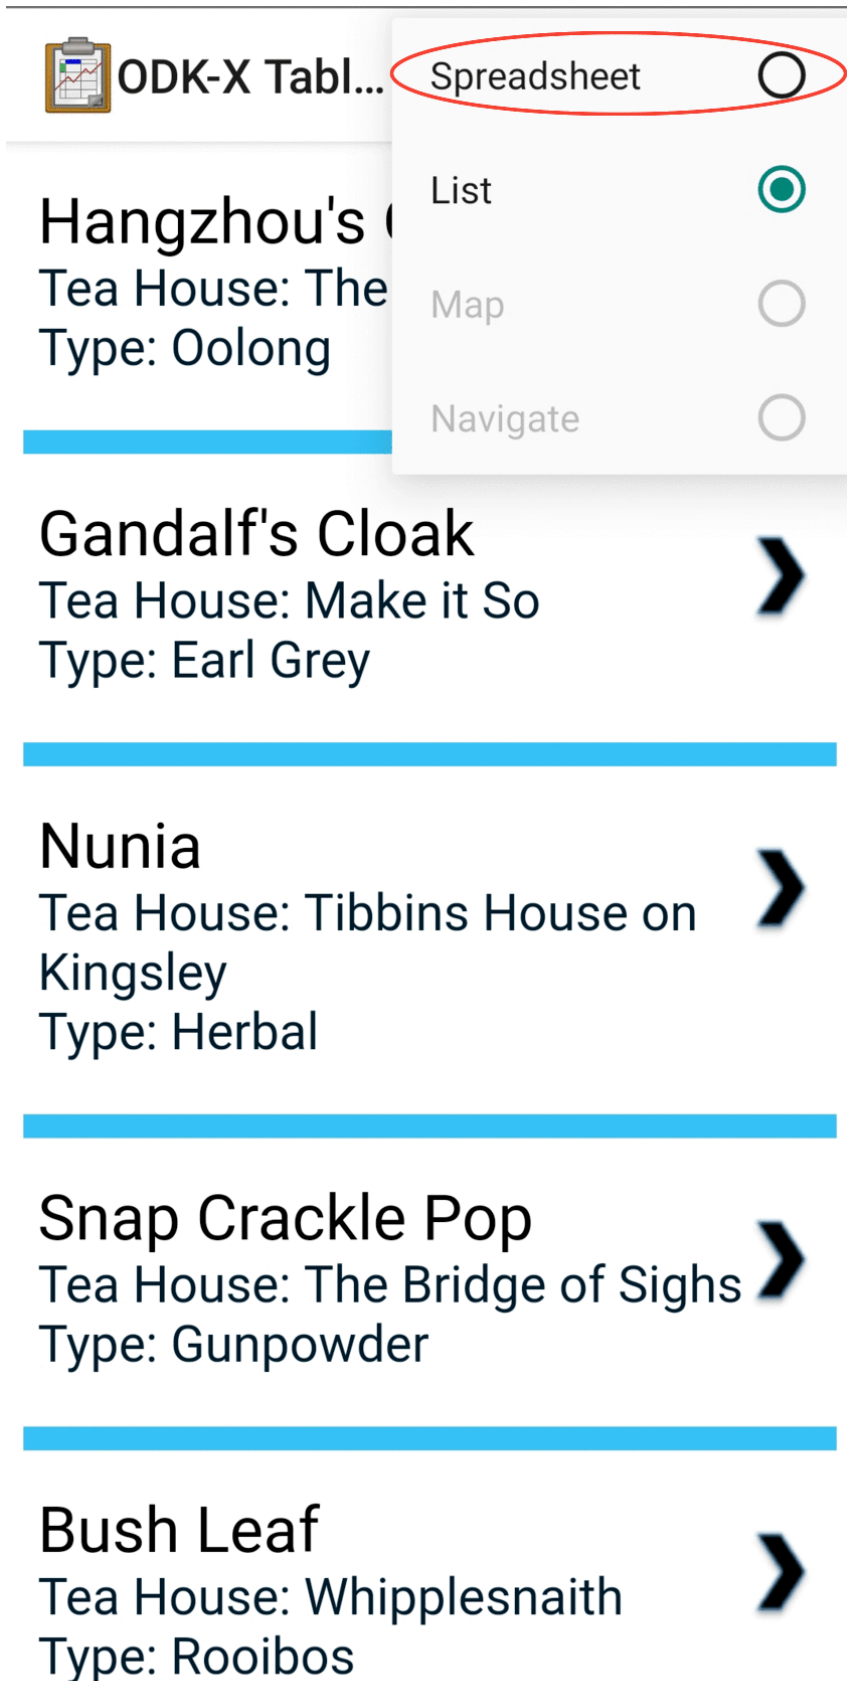 ODK-X Tabl...
Spreadsheet
List
Map
Navigate
Hangzhou's
Tea House: The
Type: Oolong
Gandalf's Cloak
Tea House: Make it So
Type: Earl Grey
Nunia
Tea House: Tibbins House on
Kingsley
Type: Herbal
Snap Crackle Pop
Tea House: The Bridge of Sighs
Type: Gunpowder
Bush Leaf
Tea House: Whipplesnaith
Type: Rooibos